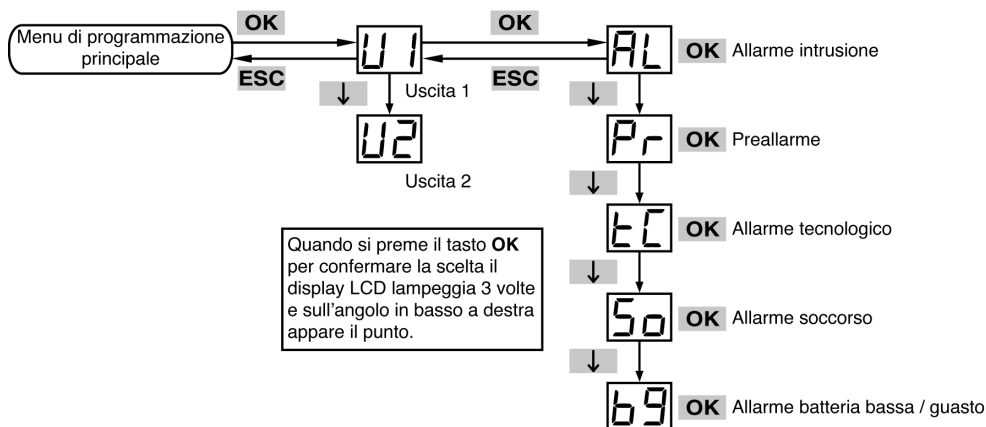 Menu di programmazione
principale
OK
ESC
U1
Uscita 1
↓
U2
Uscita 2
OK
ESC
AL
OK Allarme intrusione
↓
Pr
OK Preallarme
↓
tC
OK Allarme tecnologico
↓
So
OK Allarme soccorso
↓
b9
OK Allarme batteria bassa / guasto
Quando si preme il tasto OK
per confermare la scelta il
display LCD lampeggia 3 volte
e sull'angolo in basso a destra
appare il punto.